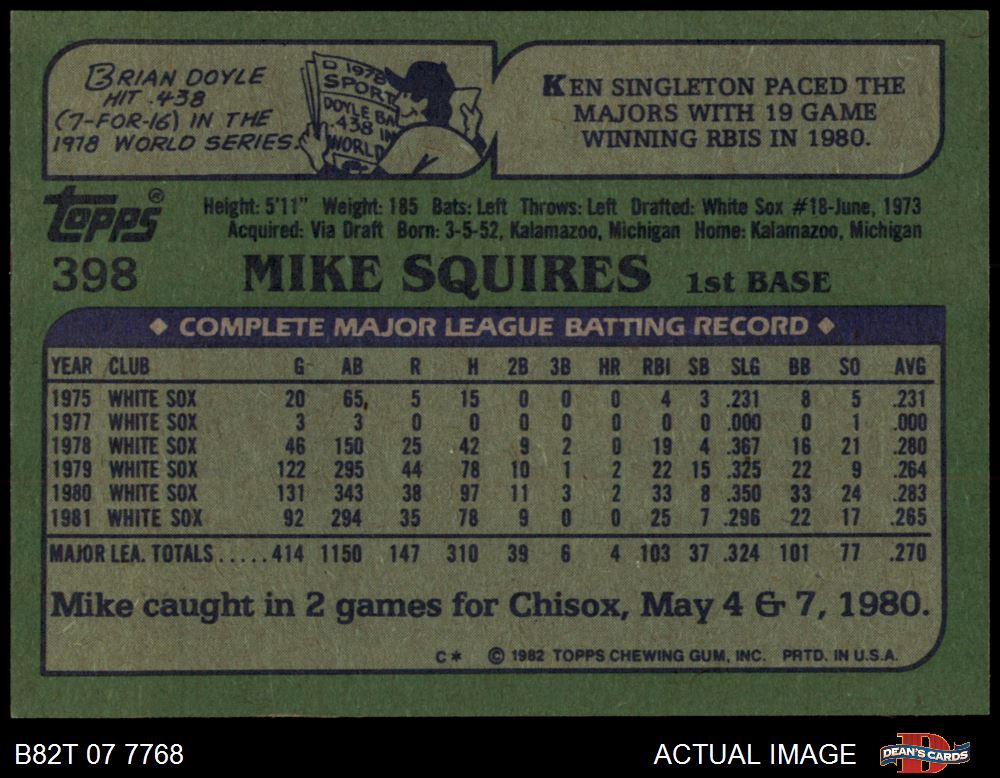 BRIAN DOYLE
HIT .438
(7-FOR-16) IN THE
1978 WORLD SERIES.
D 1978
SPORT
DOYLE BA
.438 IN
WORLD
KEN SINGLETON PACED THE
MAJORS WITH 19 GAME
WINNING RBIS IN 1980.
Topps®
Height: 5'11" Weight: 185 Bats: Left Throws: Left Drafted: White Sox #18-June, 1973
Acquired: Via Draft Born: 3-5-52, Kalamazoo, Michigan Home: Kalamazoo, Michigan
398 MIKE SQUIRES 1st BASE
◆ COMPLETE MAJOR LEAGUE BATTING RECORD ◆
YEAR CLUB G AB R H 2B 3B HR RBI SB SLG BB SO AVG
1975 WHITE SOX 20 65 5 15 0 0 0 4 3 .231 8 5 .231
1977 WHITE SOX 3 3 0 0 0 0 0 0 0 .000 0 1 .000
1978 WHITE SOX 46 150 25 42 9 2 0 19 4 .367 16 21 .280
1979 WHITE SOX 122 295 44 78 10 1 2 22 15 .325 22 9 .264
1980 WHITE SOX 131 343 38 97 11 3 2 33 8 .350 33 24 .283
1981 WHITE SOX 92 294 35 78 9 0 0 25 7 .296 22 17 .265
MAJOR LEA. TOTALS.....414 1150 147 310 39 6 4 103 37 .324 101 77 .270
Mike caught in 2 games for Chisox, May 4 & 7, 1980.
C* © 1982 TOPPS CHEWING GUM, INC. PRTD. IN U.S.A.
B82T 07 7768 ACTUAL IMAGE DEAN'S CARDS